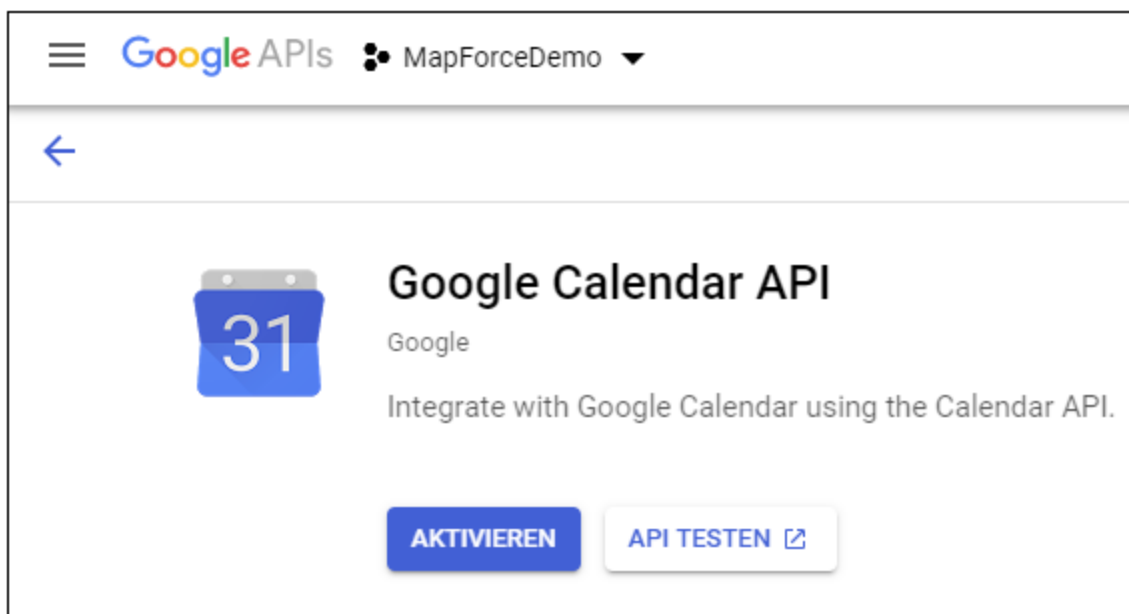 Google APIs MapForceDemo
31
Google Calendar API
Google
Integrate with Google Calendar using the Calendar API.
AKTIVIEREN API TESTEN